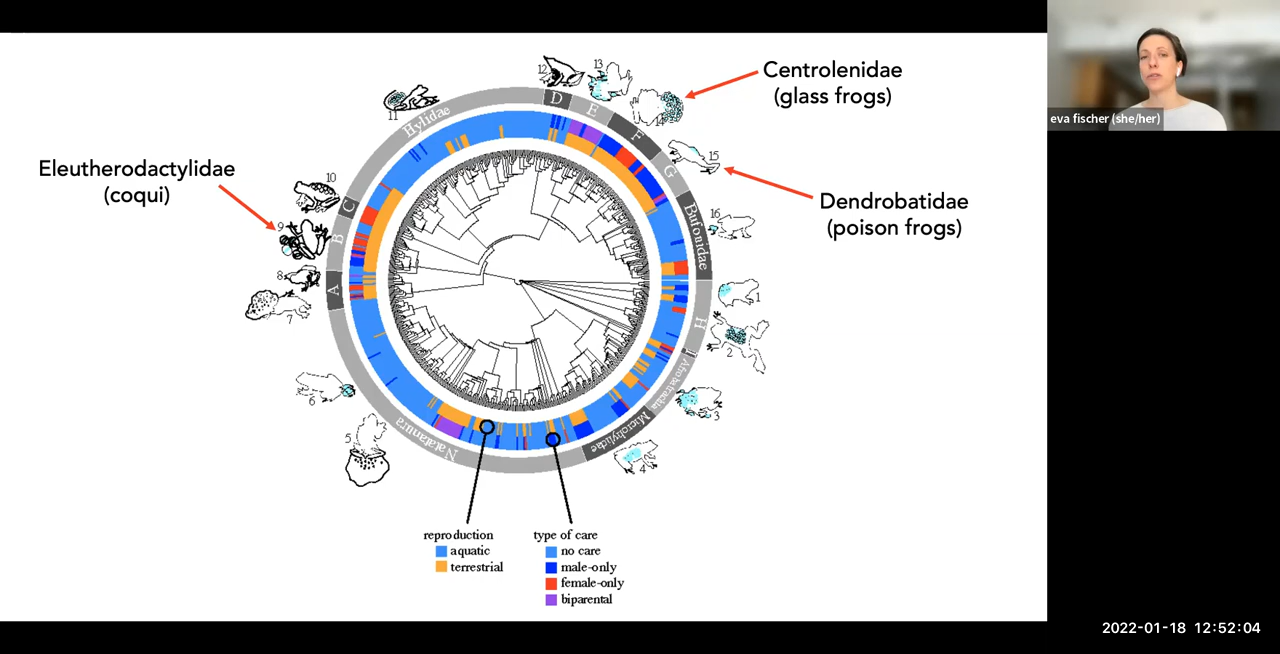 Centrolenidae
(glass frogs)
eva fischer (she/her)
Eleutherodactylidae
(coqui)
Dendrobatidae
(poison frogs)
12
13
D
E
14
11
Hylidae
F
15
G
10
C
16
Bufonidae
9
B
8
A
7
1
H
2
I
Afrobatrachia
3
6
5
Natatanura
Microhylidae
4
reproduction
aquatic
terrestrial
type of care
no care
male-only
female-only
biparental
2022-01-18 12:52:04